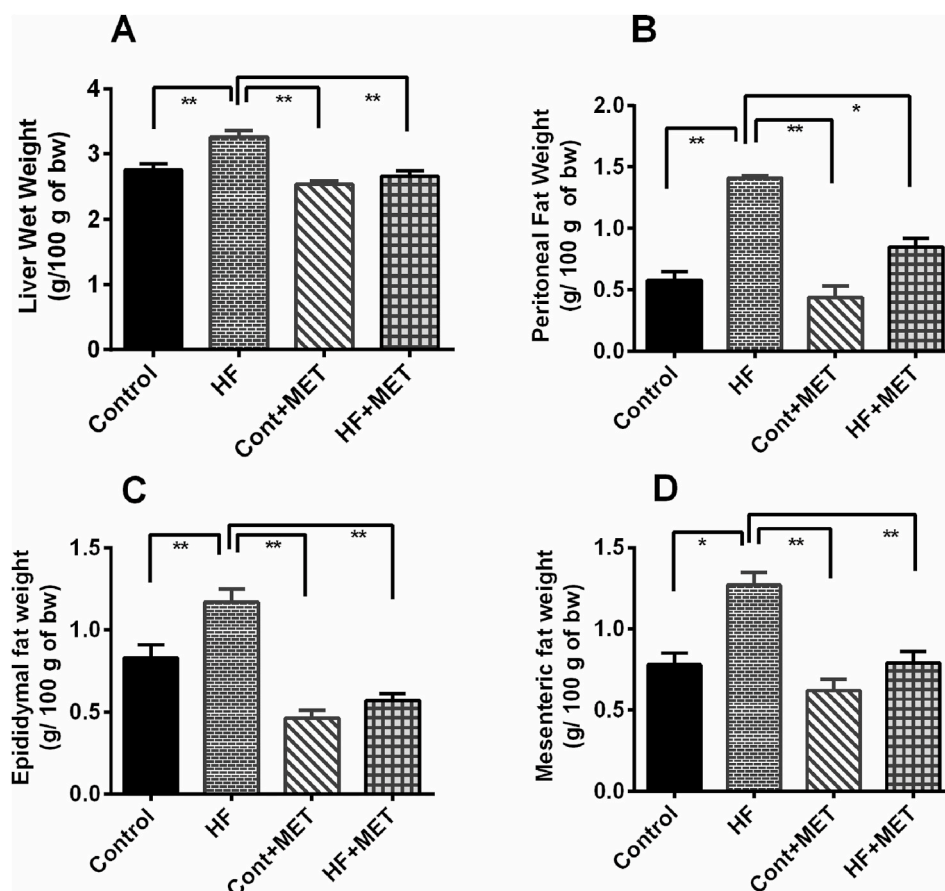 A
Liver Wet Weight
(g/100 g of bw)
4
3
2
1
0
**
**
**
Control
HF
Cont+MET
HF+MET
B
Peritoneal Fat Weight
(g/ 100 g of bw)
2.0
1.5
1.0
0.5
0.0
**
**
*
Control
HF
Cont+MET
HF+MET
C
Epididymal fat weight
(g/ 100 g of bw)
1.5
1.0
0.5
0.0
**
**
**
Control
HF
Cont+MET
HF+MET
D
Mesenteric fat weight
(g/ 100 g of bw)
1.5
1.0
0.5
0.0
*
**
**
Control
HF
Cont+MET
HF+MET